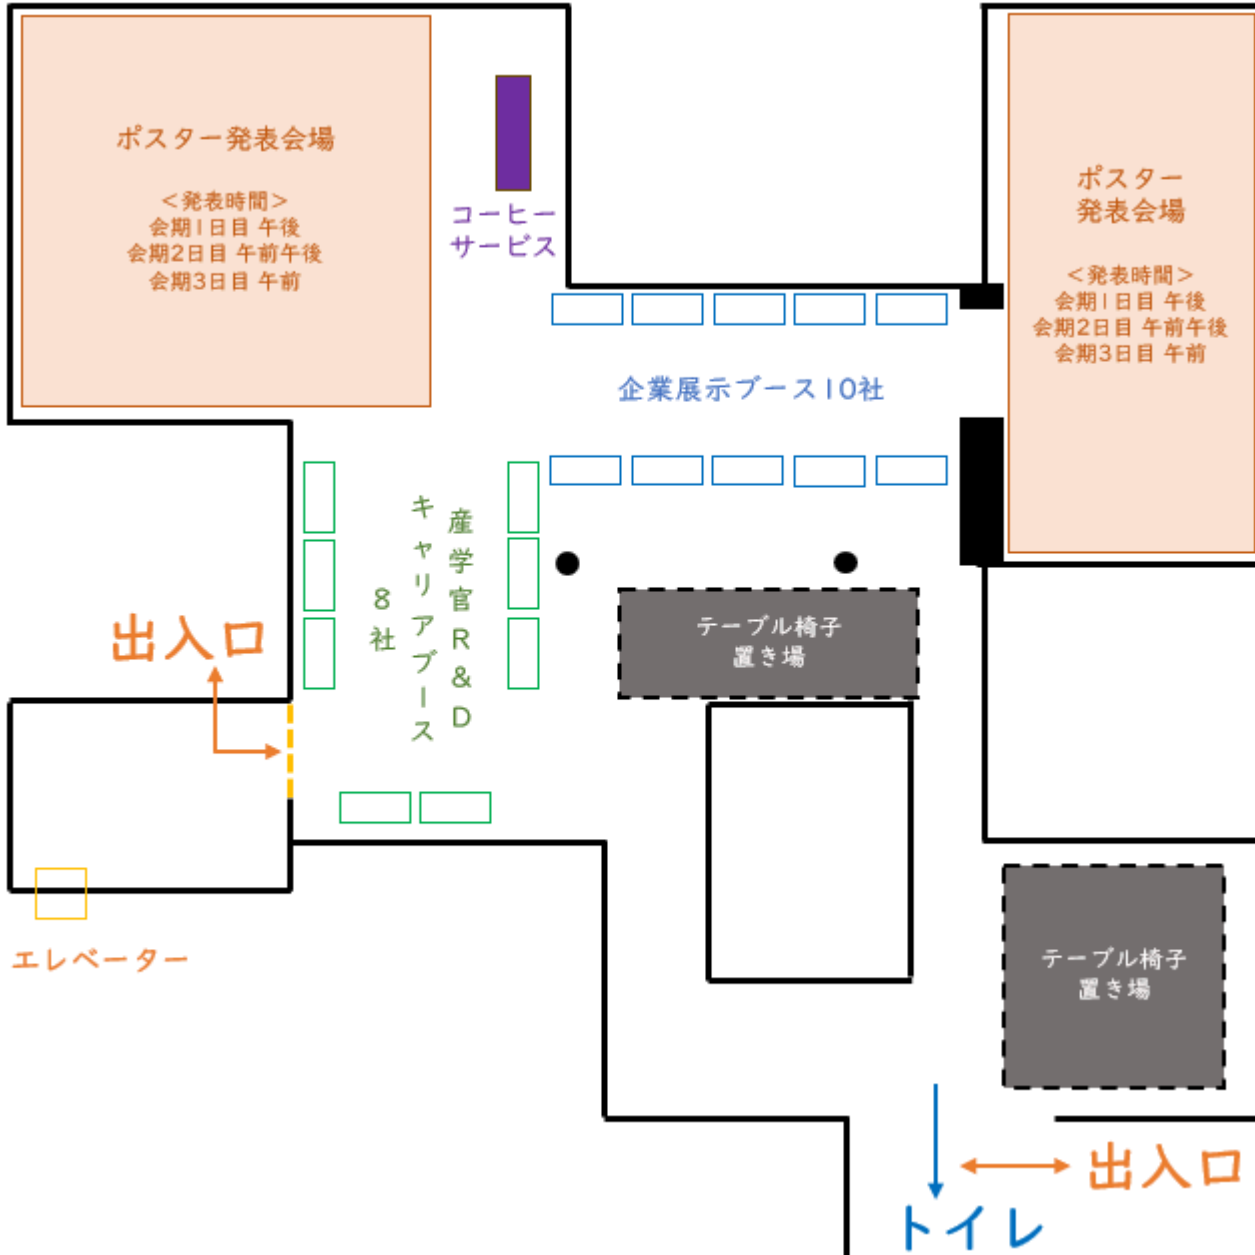 ポスター発表会場
＜発表時間＞
会期1日目 午後
会期2日目 午前午後
会期3日目 午前
コーヒー
サービス
ポスター
発表会場
＜発表時間＞
会期1日目 午後
会期2日目 午前午後
会期3日目 午前
企業展示ブース10社
産学官R&D
キャリアブース
8社
テーブル椅子
置き場
出入口
エレベーター
テーブル椅子
置き場
出入口
トイレ